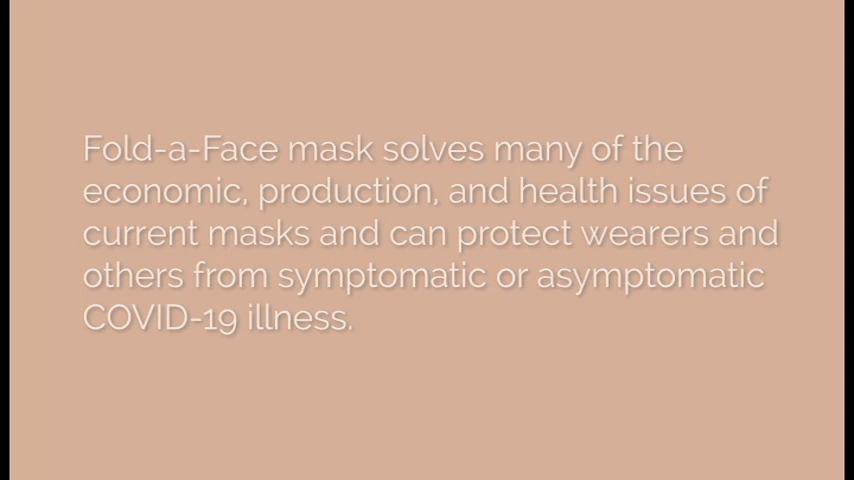 Fold-a-Face mask solves many of the
economic, production, and health issues of
current masks and can protect wearers and
others from symptomatic or asymptomatic
COVID-19 illness.